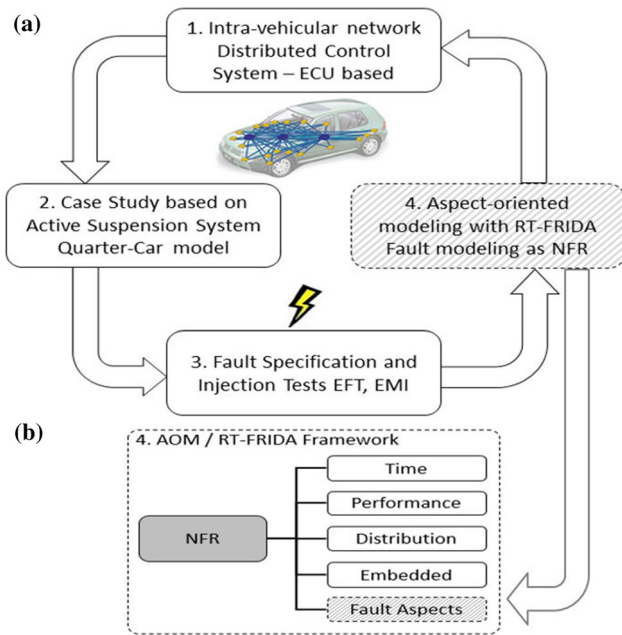 (a)
1. Intra-vehicular network
Distributed Control
System – ECU based
2. Case Study based on
Active Suspension System
Quarter-Car model
4. Aspect-oriented
modeling with RT-FRIDA
Fault modeling as NFR
3. Fault Specification and
Injection Tests EFT, EMI
(b)
4. AOM / RT-FRIDA Framework
NFR
Time
Performance
Distribution
Embedded
Fault Aspects